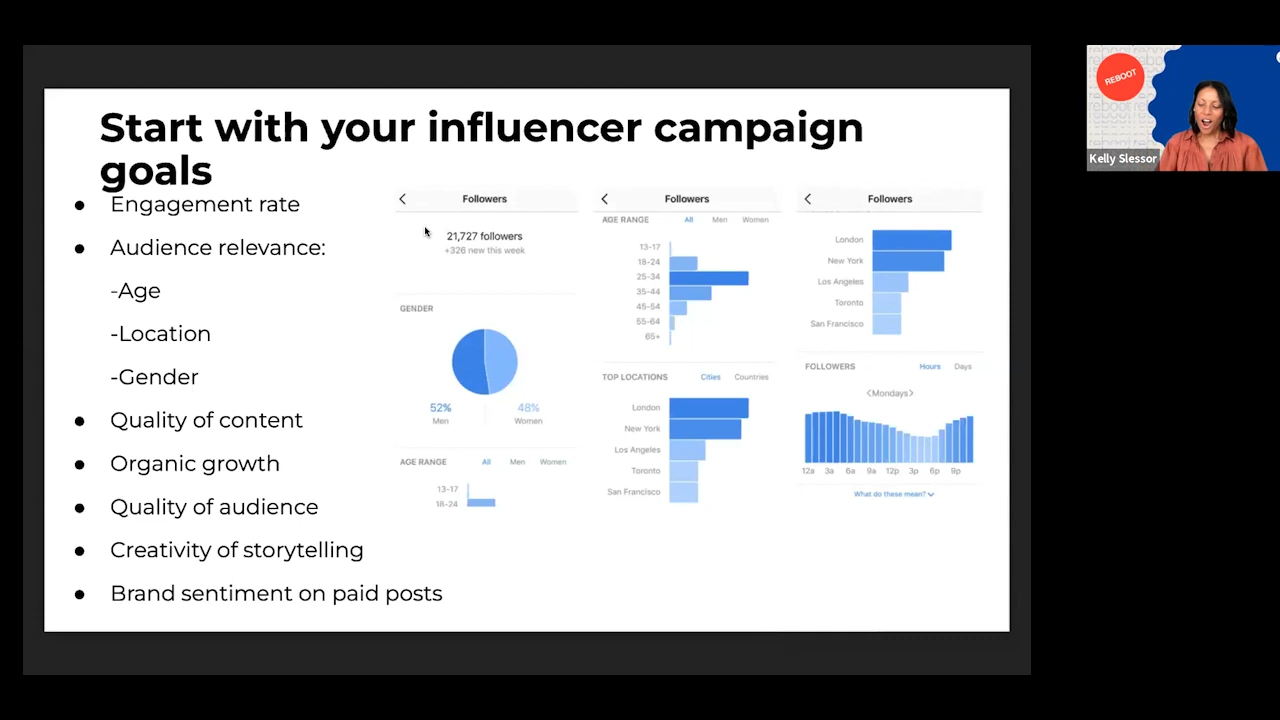 Start with your influencer campaign
goals
● Engagement rate
● Audience relevance:
-Age
-Location
-Gender
● Quality of content
● Organic growth
● Quality of audience
● Creativity of storytelling
● Brand sentiment on paid posts
Followers
21,727 followers
+326 new this week
GENDER
52% 48%
Men Women
AGE RANGE All Men Women
13-17
18-24
Followers
AGE RANGE All Men Women
13-17
18-24
25-34
35-44
45-54
55-64
65+
TOP LOCATIONS Cities Countries
London
New York
Los Angeles
Toronto
San Francisco
Followers
London
New York
Los Angeles
Toronto
San Francisco
FOLLOWERS Hours Days
<Mondays>
12a 3a 6a 9a 12p 3p 6p 9p
What do these mean?
REBOOT
Kelly Slessor